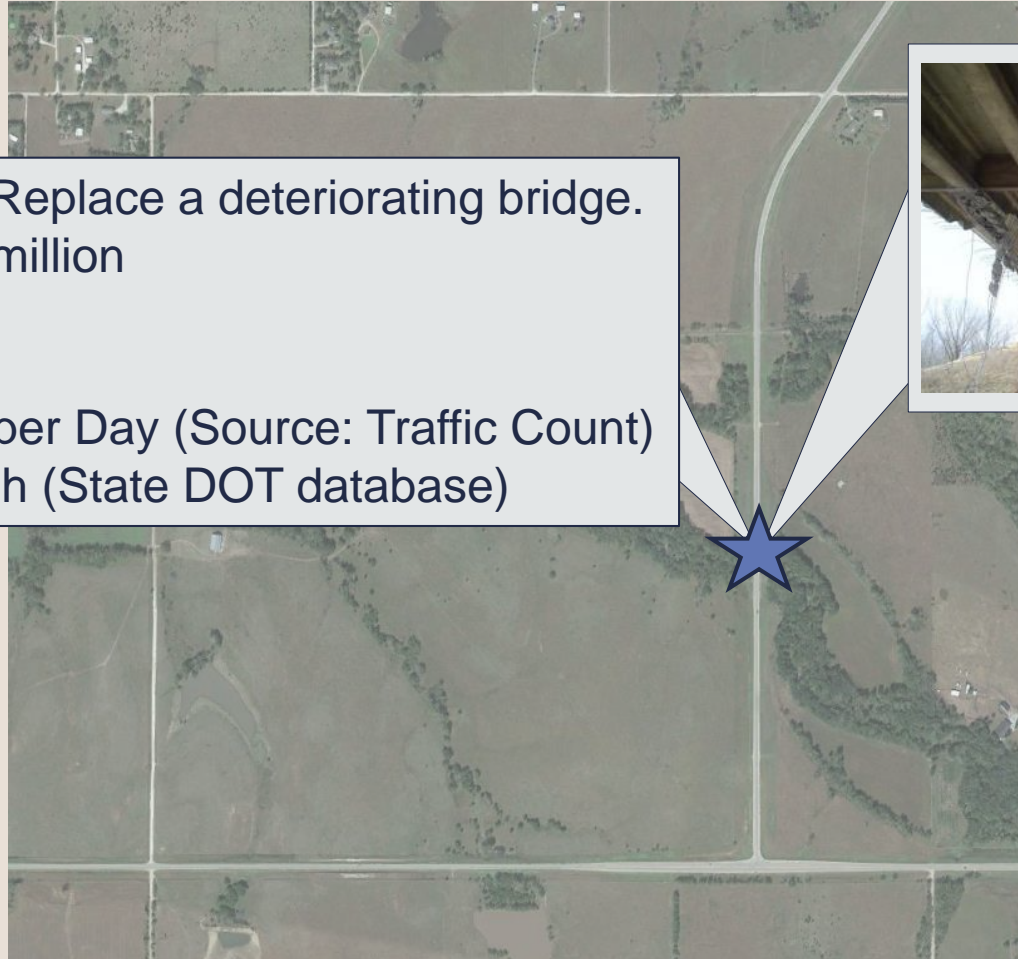 Replace a deteriorating bridge.
million
per Day (Source: Traffic Count)
h (State DOT database)